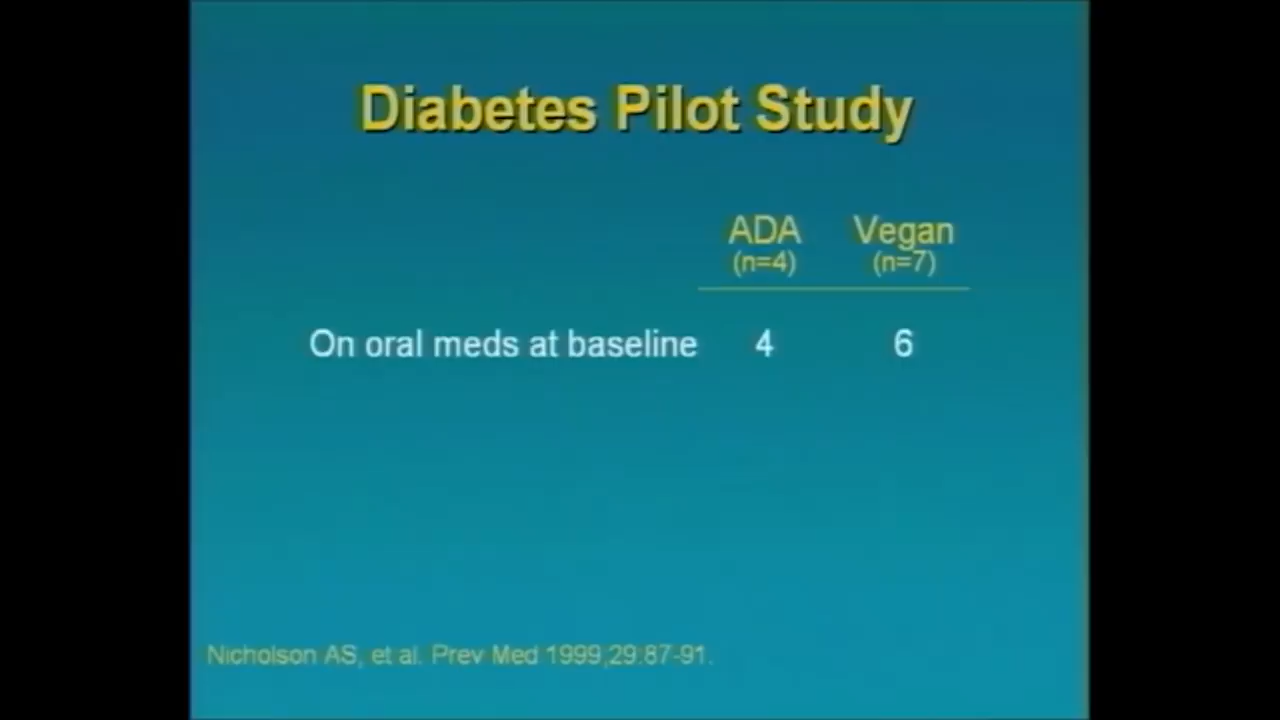 Diabetes Pilot Study
ADA Vegan
(n=4) (n=7)
On oral meds at baseline 4 6
Nicholson AS, et al. Prev Med 1999,29:87-91.